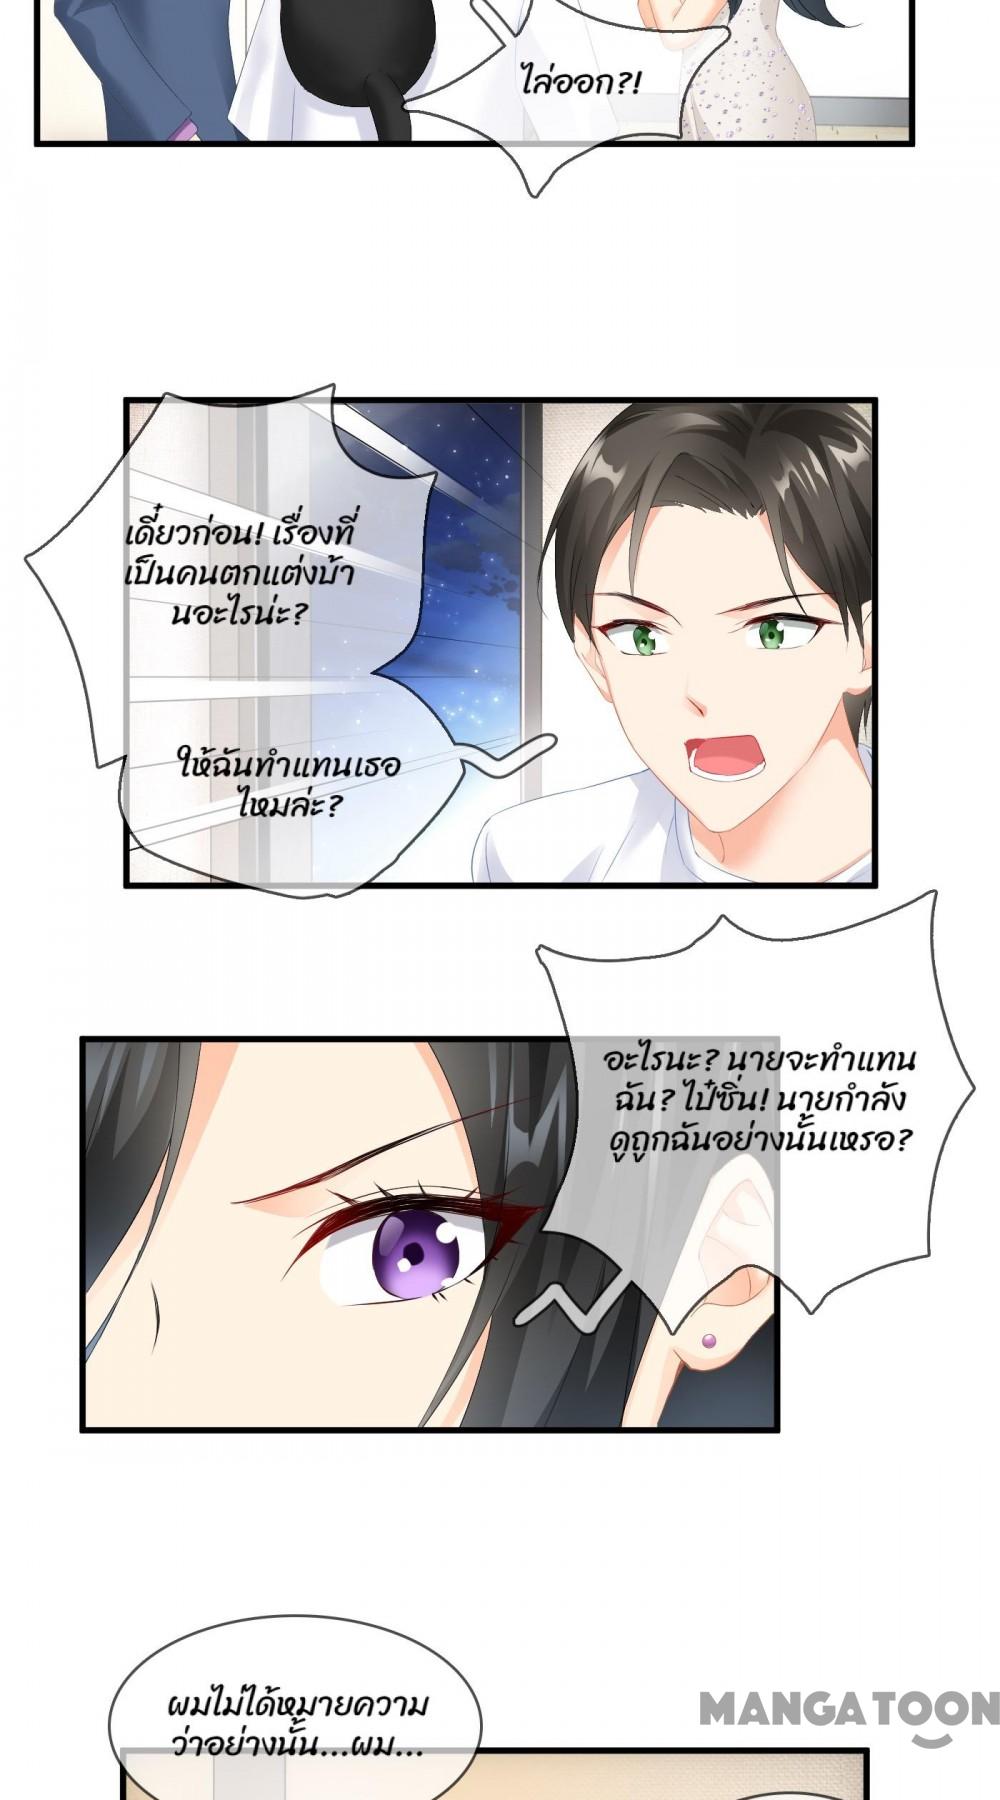 ไล่ออก?!
เดี๋ยวก่อน! เรื่องที่
เป็นคนตกแต่งบ้า
นอะไรน่ะ?
ให้ฉันทำแทนเธอ
ไหมล่ะ?
อะไรนะ? นายจะทำแทน
ฉัน? ไป๋ซิ่น! นายกำลัง
ดูถูกฉันอย่างนั้นเหรอ?
ผมไม่ได้หมายความ
ว่าอย่างนั้น...ผม...
MANGATOON